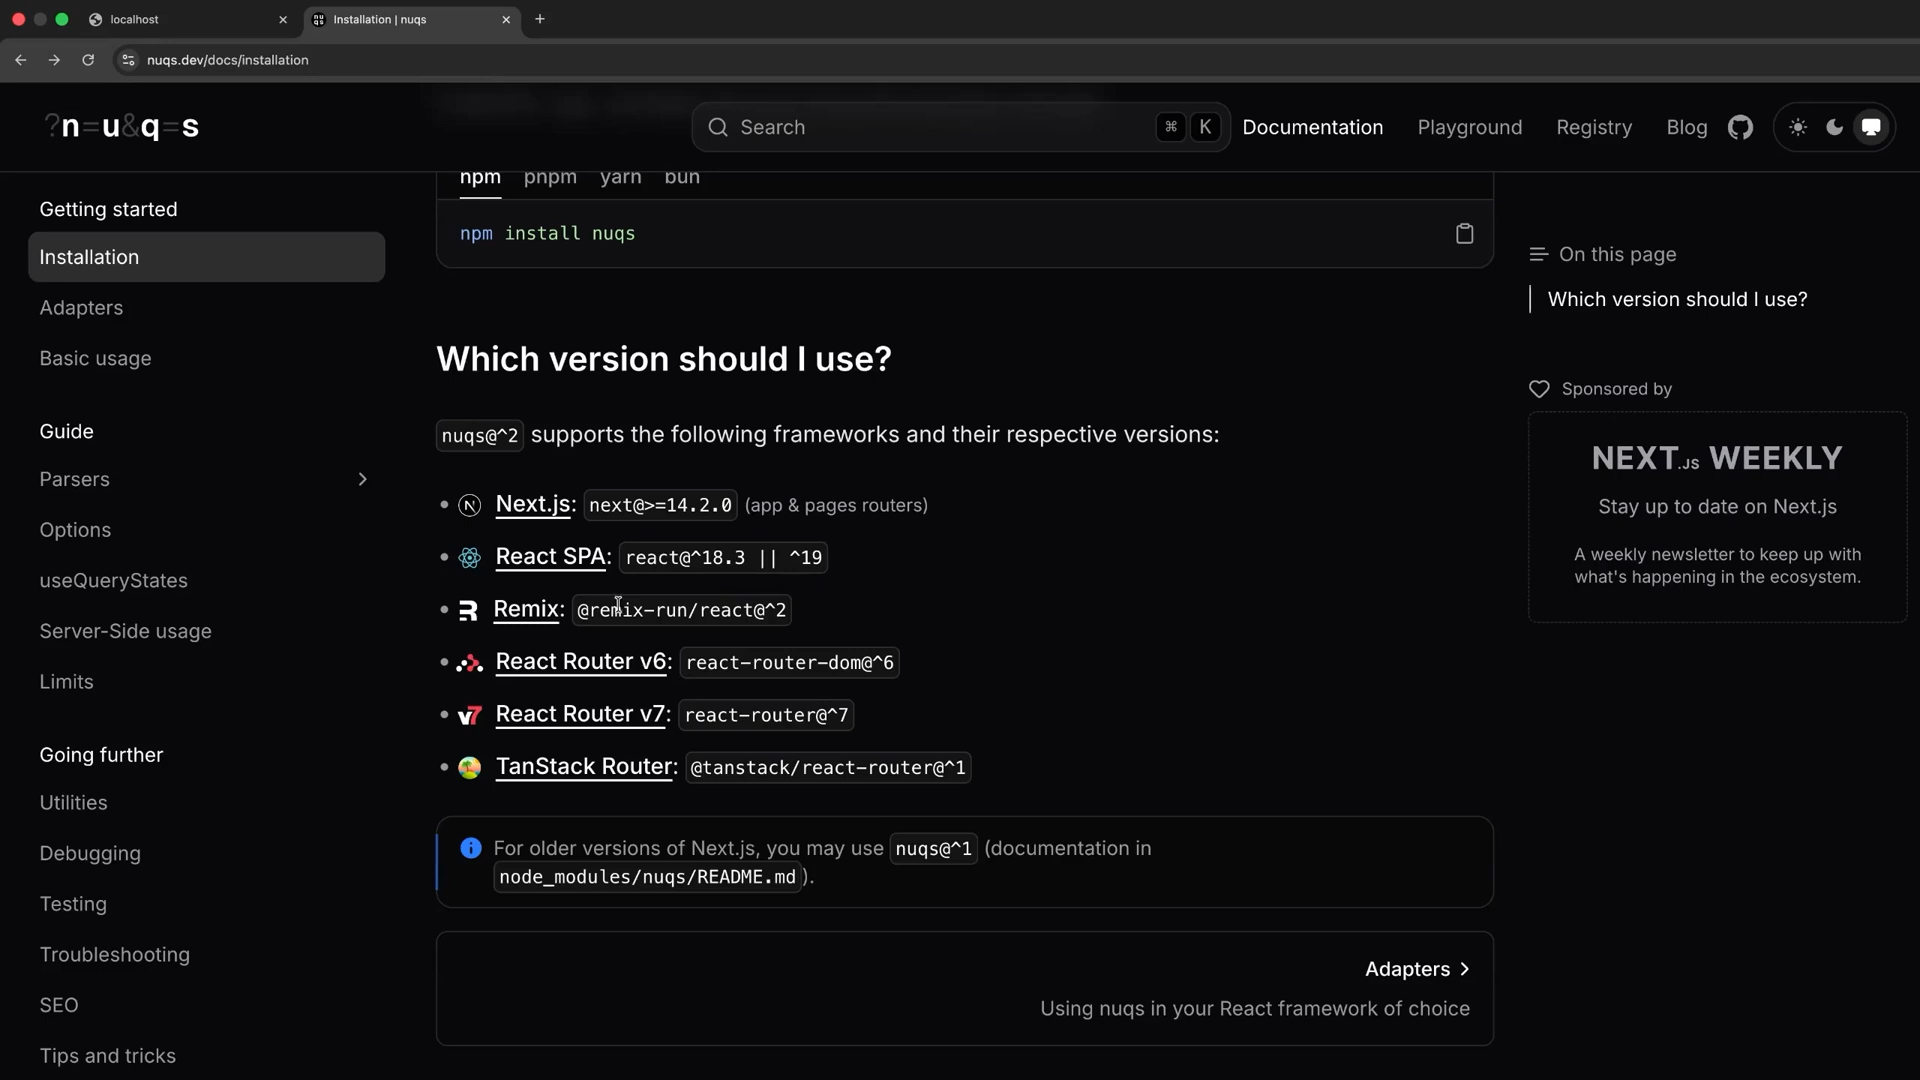 localhost
Installation | nuqs
nuqs.dev/docs/installation
?n=u&q=s
Search
⌘ K
Documentation
Playground
Registry
Blog
Getting started
Installation
Adapters
Basic usage
Guide
Parsers
Options
useQueryStates
Server-Side usage
Limits
Going further
Utilities
Debugging
Testing
Troubleshooting
SEO
Tips and tricks
npm pnpm yarn bun
npm install nuqs
Which version should I use?
nuqs@^2 supports the following frameworks and their respective versions:
Next.js: next@>=14.2.0 (app & pages routers)
React SPA: react@^18.3 || ^19
Remix: @remix-run/react@^2
React Router v6: react-router-dom@^6
v7 React Router v7: react-router@^7
TanStack Router: @tanstack/react-router@^1
For older versions of Next.js, you may use nuqs@^1 (documentation in
node_modules/nuqs/README.md).
Adapters
Using nuqs in your React framework of choice
On this page
Which version should I use?
Sponsored by
NEXT.JS WEEKLY
Stay up to date on Next.js
A weekly newsletter to keep up with
what's happening in the ecosystem.